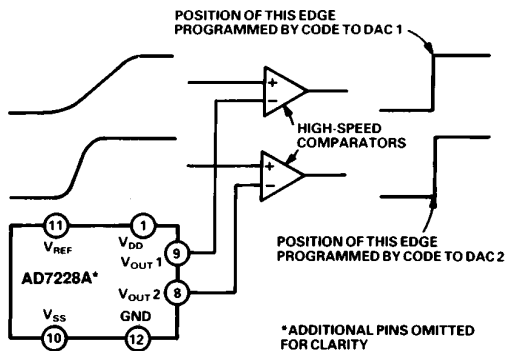 POSITION OF THIS EDGE
PROGRAMMED BY CODE TO DAC 1
+
−
HIGH-SPEED
COMPARATORS
+
−
POSITION OF THIS EDGE
PROGRAMMED BY CODE TO DAC 2
11
1
VREF
VDD
9
VOUT 1
AD7228A*
8
VOUT 2
VSS
GND
10
12
*ADDITIONAL PINS OMITTED
FOR CLARITY